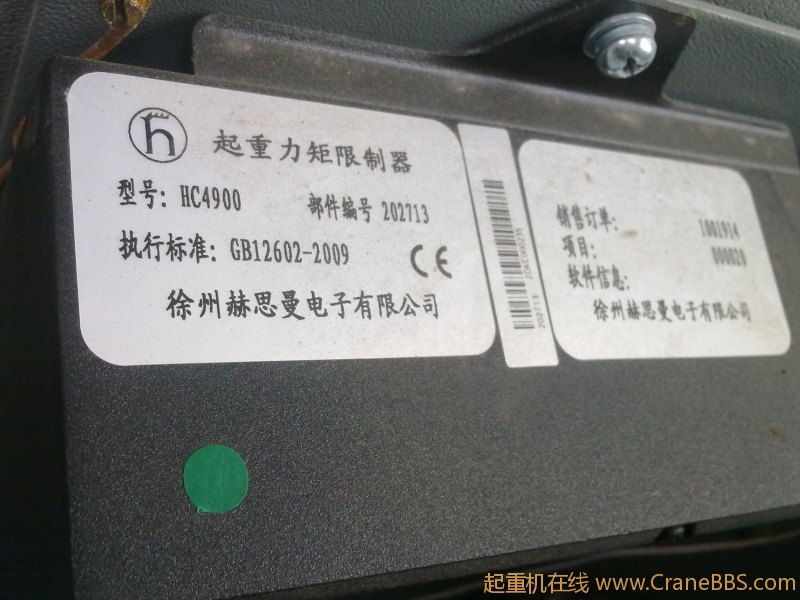 h
起重力矩限制器
型号: HC4900
部件编号 202713
执行标准: GB12602-2009
CE
徐州赫思曼电子有限公司
202713
销售订单: 1001914
项目: 000020
软件信息:
徐州赫思曼电子有限公司
起重机在线 www.CraneBBS.com